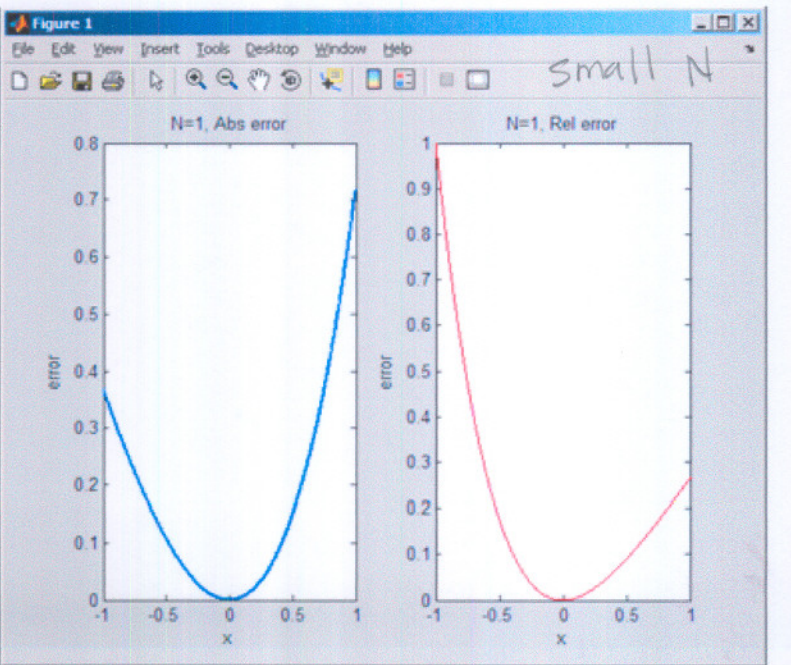 Figure 1
File Edit View Insert Tools Desktop Window Help
small N
N=1, Abs error
0.8
0.7
0.6
0.5
0.4
0.3
0.2
0.1
0
error
-1 -0.5 0 0.5 1
x
N=1, Rel error
1
0.9
0.8
0.7
0.6
0.5
0.4
0.3
0.2
0.1
0
error
-1 -0.5 0 0.5 1
x